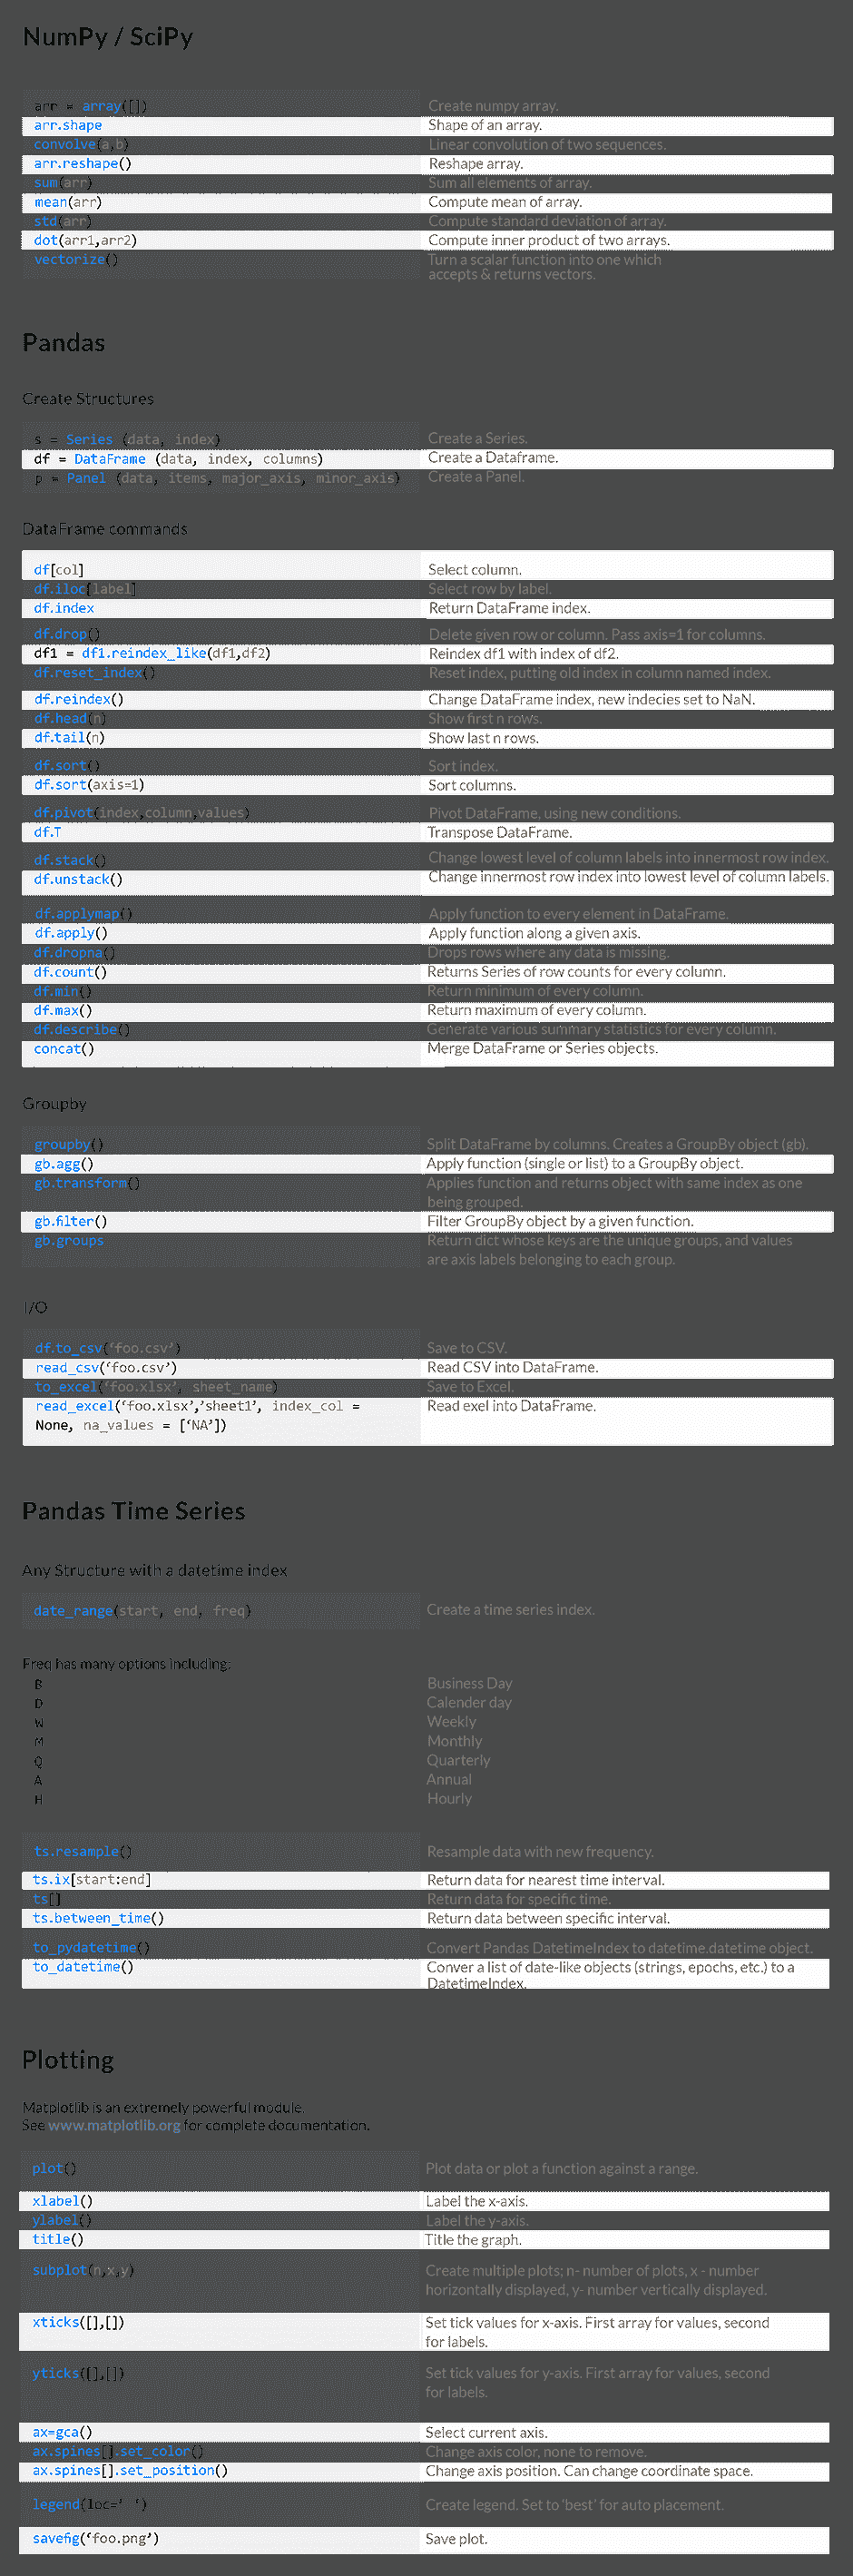 NumPy / SciPy
arr = array([]) Create numpy array.
arr.shape Shape of an array.
convolve(a,b) Linear convolution of two sequences.
arr.reshape() Reshape array.
sum(arr) Sum all elements of array.
mean(arr) Compute mean of array.
std(arr) Compute standard deviation of array.
dot(arr1,arr2) Compute inner product of two arrays.
vectorize() Turn a scalar function into one which
accepts & returns vectors.
Pandas
Create Structures
s = Series (data, index) Create a Series.
df = DataFrame (data, index, columns) Create a Dataframe.
p = Panel (data, items, major_axis, minor_axis) Create a Panel.
DataFrame commands
df[col] Select column.
df.iloc[label] Select row by label.
df.index Return DataFrame index.
df.drop() Delete given row or column. Pass axis=1 for columns.
df1 = df1.reindex_like(df1,df2) Reindex df1 with index of df2.
df.reset_index() Reset index, putting old index in column named index.
df.reindex() Change DataFrame index, new indecies set to NaN.
df.head(n) Show first n rows.
df.tail(n) Show last n rows.
df.sort() Sort index.
df.sort(axis=1) Sort columns.
df.pivot(index,column,values) Pivot DataFrame, using new conditions.
df.T Transpose DataFrame.
df.stack() Change lowest level of column labels into innermost row index.
df.unstack() Change innermost row index into lowest level of column labels.
df.applymap() Apply function to every element in DataFrame.
df.apply() Apply function along a given axis.
df.dropna() Drops rows where any data is missing.
df.count() Returns Series of row counts for every column.
df.min() Return minimum of every column.
df.max() Return maximum of every column.
df.describe() Generate various summary statistics for every column.
concat() Merge DataFrame or Series objects.
Groupby
groupby() Split DataFrame by columns. Creates a GroupBy object (gb).
gb.agg() Apply function (single or list) to a GroupBy object.
gb.transform() Applies function and returns object with same index as one
being grouped.
gb.filter() Filter GroupBy object by a given function.
gb.groups Return dict whose keys are the unique groups, and values
are axis labels belonging to each group.
I/O
df.to_csv(‘foo.csv’) Save to CSV.
read_csv(‘foo.csv’) Read CSV into DataFrame.
to_excel(‘foo.xlsx’, sheet_name) Save to Excel.
read_excel(‘foo.xlsx’,’sheet1’, index_col = Read exel into DataFrame.
None, na_values = [‘NA’])
Pandas Time Series
Any Structure with a datetime index
date_range(start, end, freq) Create a time series index.
Freq has many options including:
B Business Day
D Calender day
W Weekly
M Monthly
Q Quarterly
A Annual
H Hourly
ts.resample() Resample data with new frequency.
ts.ix[start:end] Return data for nearest time interval.
ts[] Return data for specific time.
ts.between_time() Return data between specific interval.
to_pydatetime() Convert Pandas DatetimeIndex to datetime.datetime object.
to_datetime() Conver a list of date-like objects (strings, epochs, etc.) to a
DatetimeIndex.
Plotting
Matplotlib is an extremely powerful module.
See www.matplotlib.org for complete documentation.
plot() Plot data or plot a function against a range.
xlabel() Label the x-axis.
ylabel() Label the y-axis.
title() Title the graph.
subplot(n,x,y) Create multiple plots; n- number of plots, x - number
horizontally displayed, y- number vertically displayed.
xticks([],[]) Set tick values for x-axis. First array for values, second
for labels.
yticks([],[]) Set tick values for y-axis. First array for values, second
for labels.
ax=gca() Select current axis.
ax.spines[].set_color() Change axis color, none to remove.
ax.spines[].set_position() Change axis position. Can change coordinate space.
legend(loc=’ ‘) Create legend. Set to ‘best’ for auto placement.
savefig(‘foo.png’) Save plot.